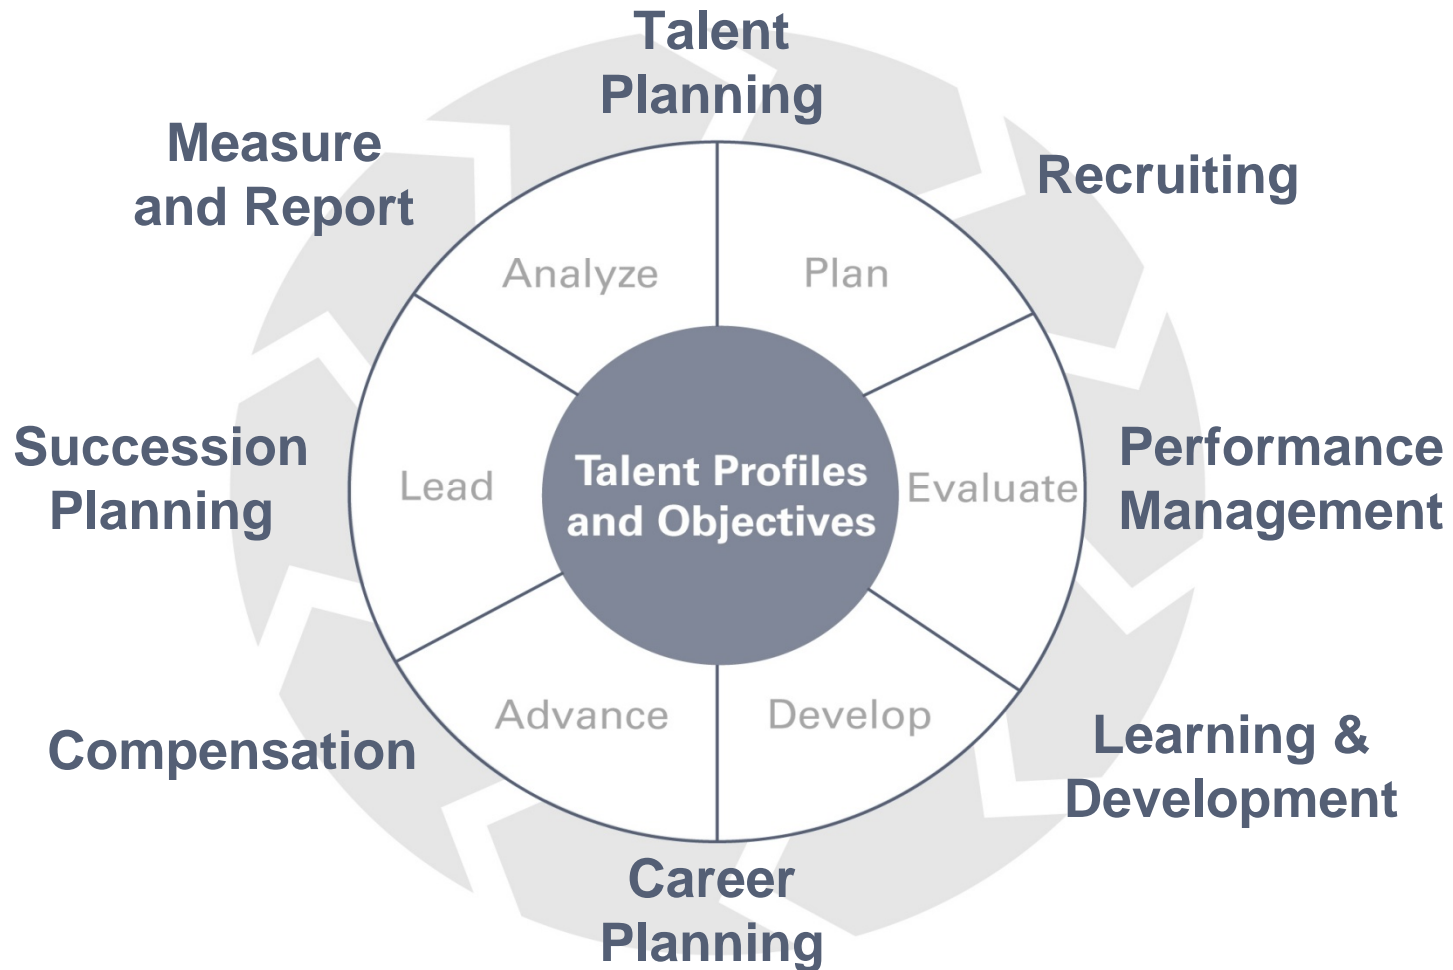 Talent
Planning
Measure
and Report
Recruiting
Analyze
Plan
Succession
Planning
Lead
Talent Profiles
and Objectives
Evaluate
Performance
Management
Advance
Develop
Compensation
Learning &
Development
Career
Planning